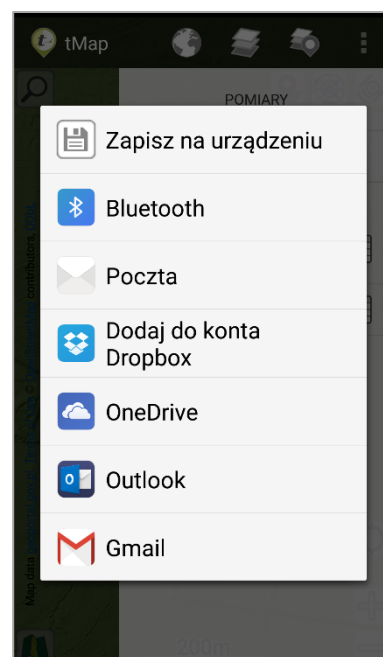 tMap
POMIARY
Zapisz na urządzeniu
Bluetooth
Poczta
Dodaj do konta
Dropbox
OneDrive
Outlook
Gmail
200m